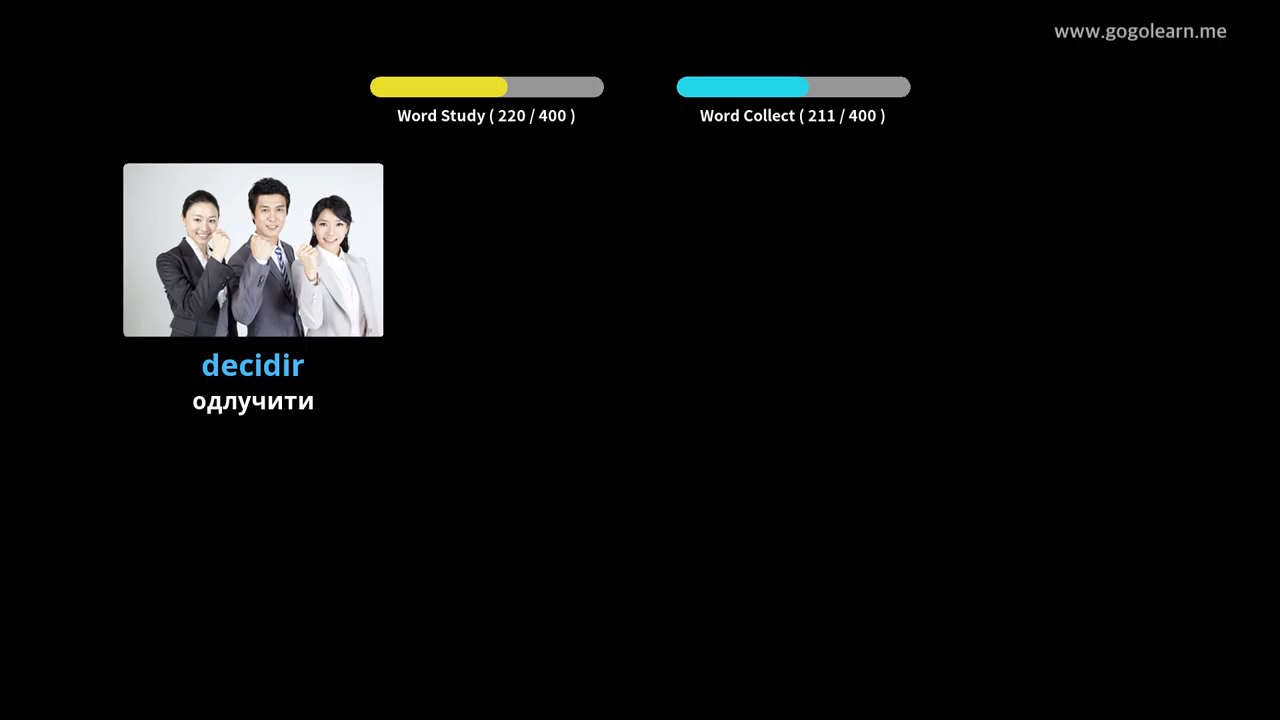 www.gogolearn.me
Word Study ( 220 / 400 )
Word Collect ( 211 / 400 )
decidir
одлучити